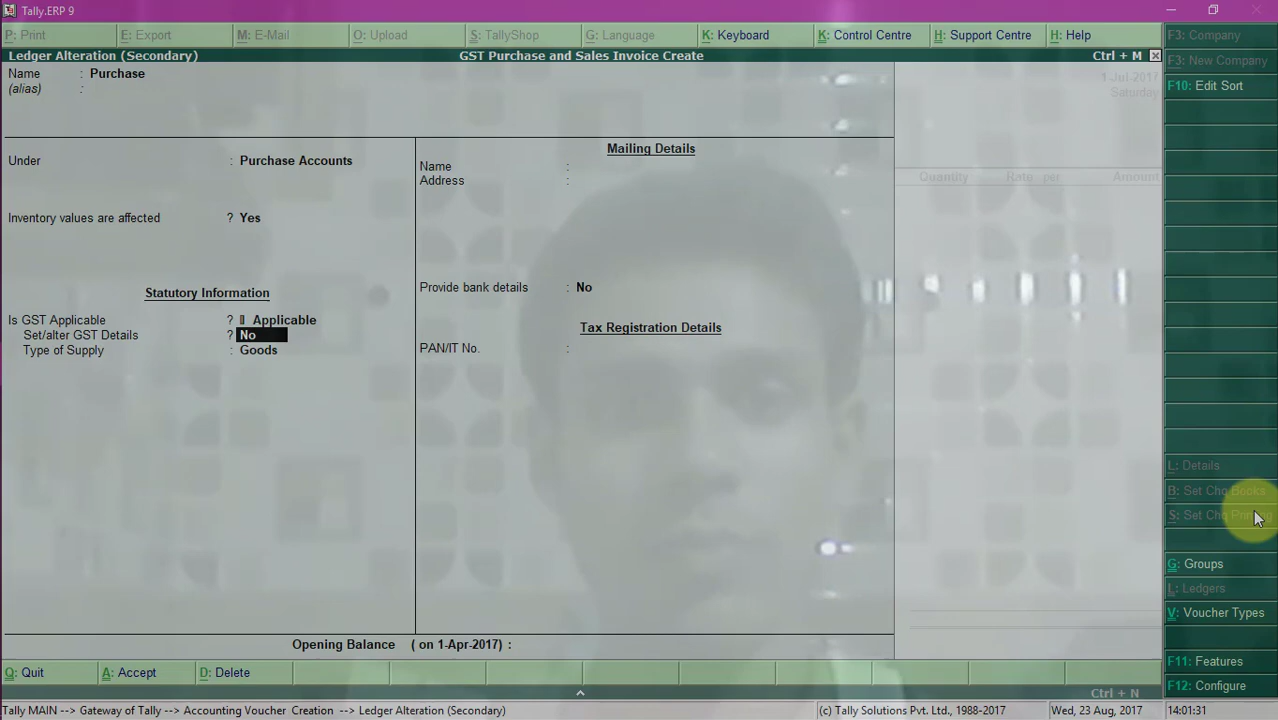 Tally.ERP 9
P: Print E: Export M: E-Mail O: Upload S: TallyShop G: Language K: Keyboard K: Control Centre H: Support Centre H: Help
F3: Company
F3: New Company
F10: Edit Sort
Ledger Alteration (Secondary) GST Purchase and Sales Invoice Create Ctrl + M
Name : Purchase
(alias) :
1-Jul-2017
Saturday
Under : Purchase Accounts
Inventory values are affected ? Yes
Statutory Information
Is GST Applicable ? Applicable
Set/alter GST Details ? No
Type of Supply : Goods
Mailing Details
Name :
Address :
Provide bank details : No
Tax Registration Details
PAN/IT No. :
Quantity Rate per Amount
L: Details
B: Set Chq Books
S: Set Chq Printing
G: Groups
L: Ledgers
V: Voucher Types
F11: Features
F12: Configure
Opening Balance ( on 1-Apr-2017) :
Q: Quit A: Accept D: Delete
Ctrl + N
Tally MAIN --> Gateway of Tally --> Accounting Voucher Creation --> Ledger Alteration (Secondary) (c) Tally Solutions Pvt. Ltd., 1988-2017 Wed, 23 Aug, 2017 14:01:31